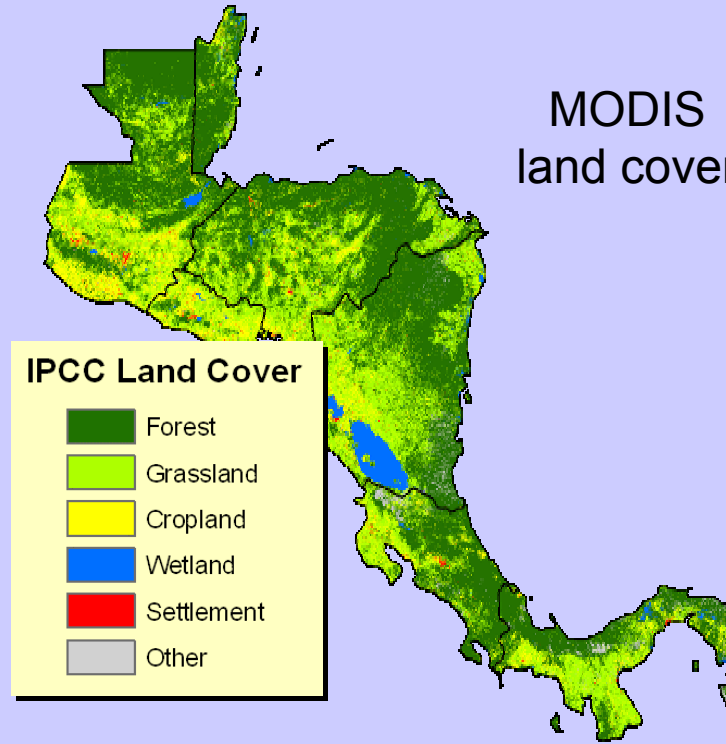 MODIS
land cover
IPCC Land Cover
Forest
Grassland
Cropland
Wetland
Settlement
Other